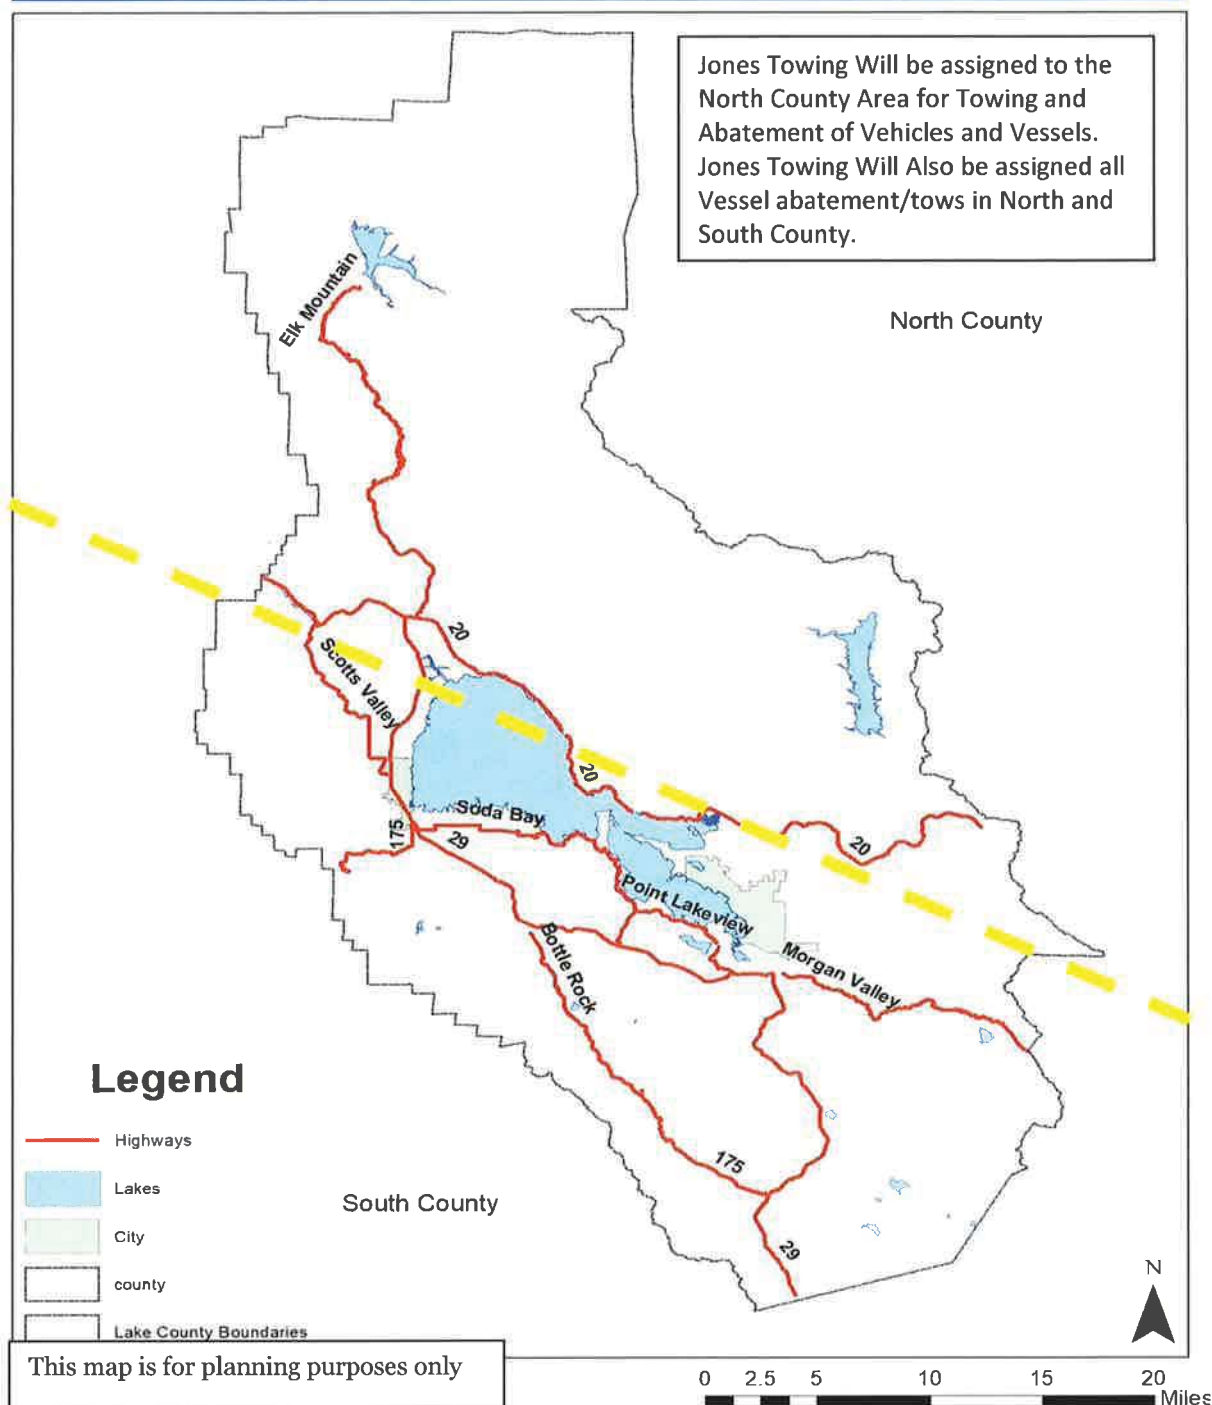 Jones Towing Will be assigned to the
North County Area for Towing and
Abatement of Vehicles and Vessels.
Jones Towing Will Also be assigned all
Vessel abatement/tows in North and
South County.
North County
Elk Mountain
20
Scotts Valley
20
Soda Bay
175
29
20
Point Lakeview
Morgan Valley
Bottle Rock
175
29
South County
Legend
Highways
Lakes
City
county
Lake County Boundaries
This map is for planning purposes only
N
0 2.5 5 10 15 20
Miles